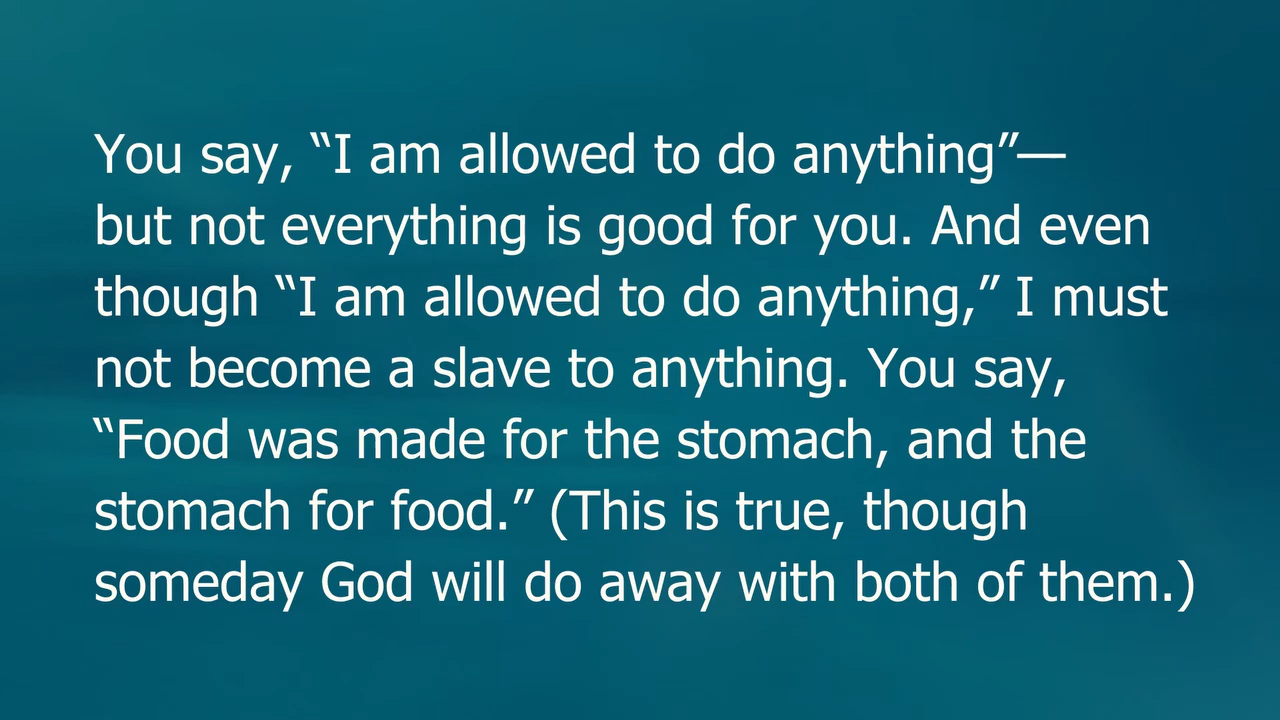 You say, “I am allowed to do anything”—
but not everything is good for you. And even
though “I am allowed to do anything,” I must
not become a slave to anything. You say,
“Food was made for the stomach, and the
stomach for food.” (This is true, though
someday God will do away with both of them.)